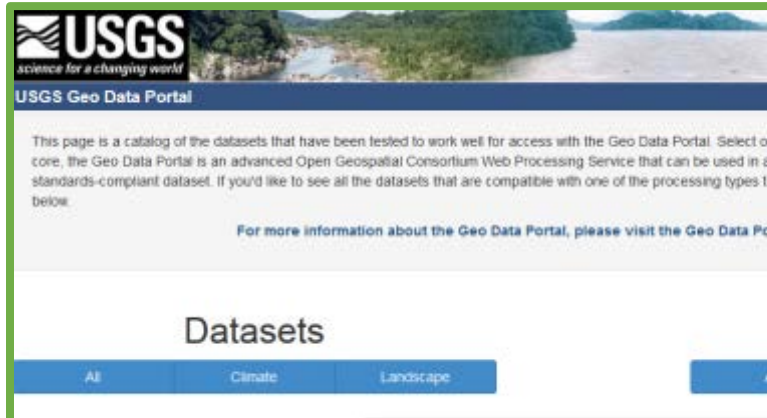 USGS
science for a changing world
USGS Geo Data Portal
This page is a catalog of the datasets that have been tested to work well for access with the Geo Data Portal. Select o
core, the Geo Data Portal is an advanced Open Geospatial Consortium Web Processing Service that can be used in a
standards-compliant dataset. If you'd like to see all the datasets that are compatible with one of the processing types t
below.
For more information about the Geo Data Portal, please visit the Geo Data Po
Datasets
All Climate Landscape A